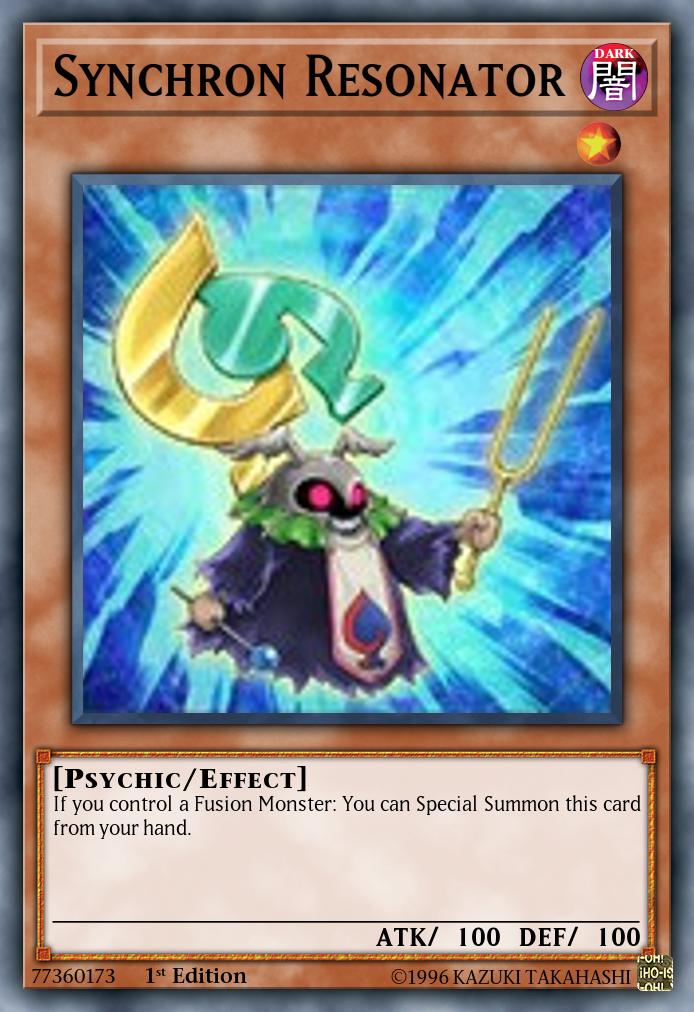 SYNCHRON RESONATOR
DARK
闇
[PSYCHIC/EFFECT]
If you control a Fusion Monster: You can Special Summon this card
from your hand.
ATK/ 100 DEF/ 100
77360173 1st Edition ©1996 KAZUKI TAKAHASHI